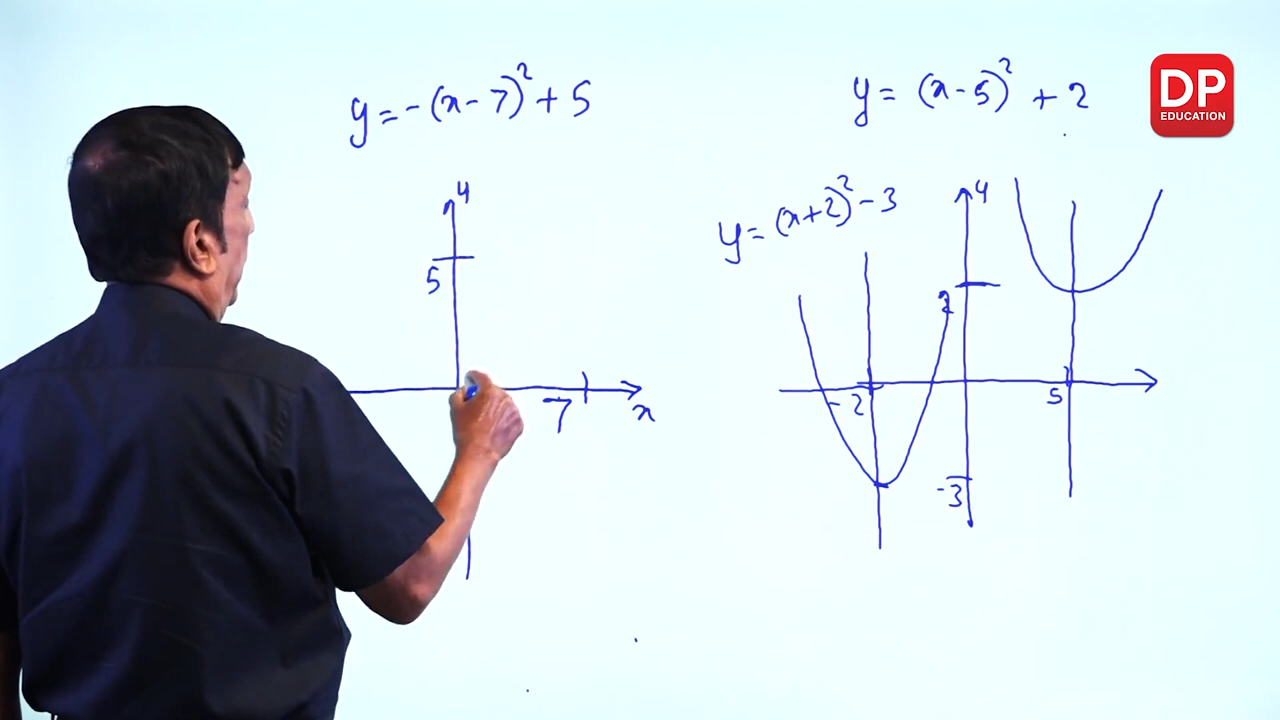 y = -(x - 7)² + 5
y
5
7
x
y = (x - 5)² + 2
y = (x + 2)² - 3
y
2
-2
5
-3
DP
EDUCATION